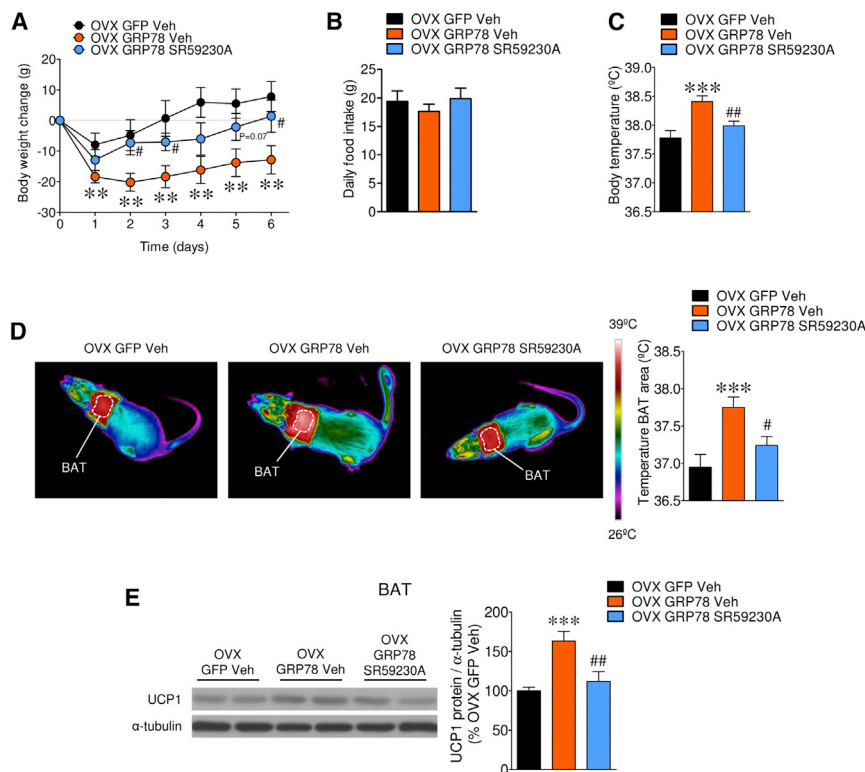 A
OVX GFP Veh
OVX GRP78 Veh
OVX GRP78 SR59230A
Body weight change (g)
20
10
0
-10
-20
-30
#
#
P=0.07
#
** ** ** ** ** **
0 1 2 3 4 5 6
Time (days)
B
OVX GFP Veh
OVX GRP78 Veh
OVX GRP78 SR59230A
Daily food intake (g)
25
20
15
10
5
0
C
OVX GFP Veh
OVX GRP78 Veh
OVX GRP78 SR59230A
Body temperature (ºC)
39.0
38.5
38.0
37.5
37.0
36.5
***
##
D
OVX GFP Veh
OVX GRP78 Veh
OVX GRP78 SR59230A
BAT
BAT
BAT
39ºC
26ºC
OVX GFP Veh
OVX GRP78 Veh
OVX GRP78 SR59230A
Temperature BAT area (ºC)
38.5
38.0
37.5
37.0
36.5
***
#
E
BAT
OVX
GFP Veh
OVX
GRP78 Veh
OVX
GRP78
SR59230A
UCP1
α-tubulin
OVX GFP Veh
OVX GRP78 Veh
OVX GRP78 SR59230A
UCP1 protein / α-tubulin
(% OVX GFP Veh)
200
150
100
50
0
***
##